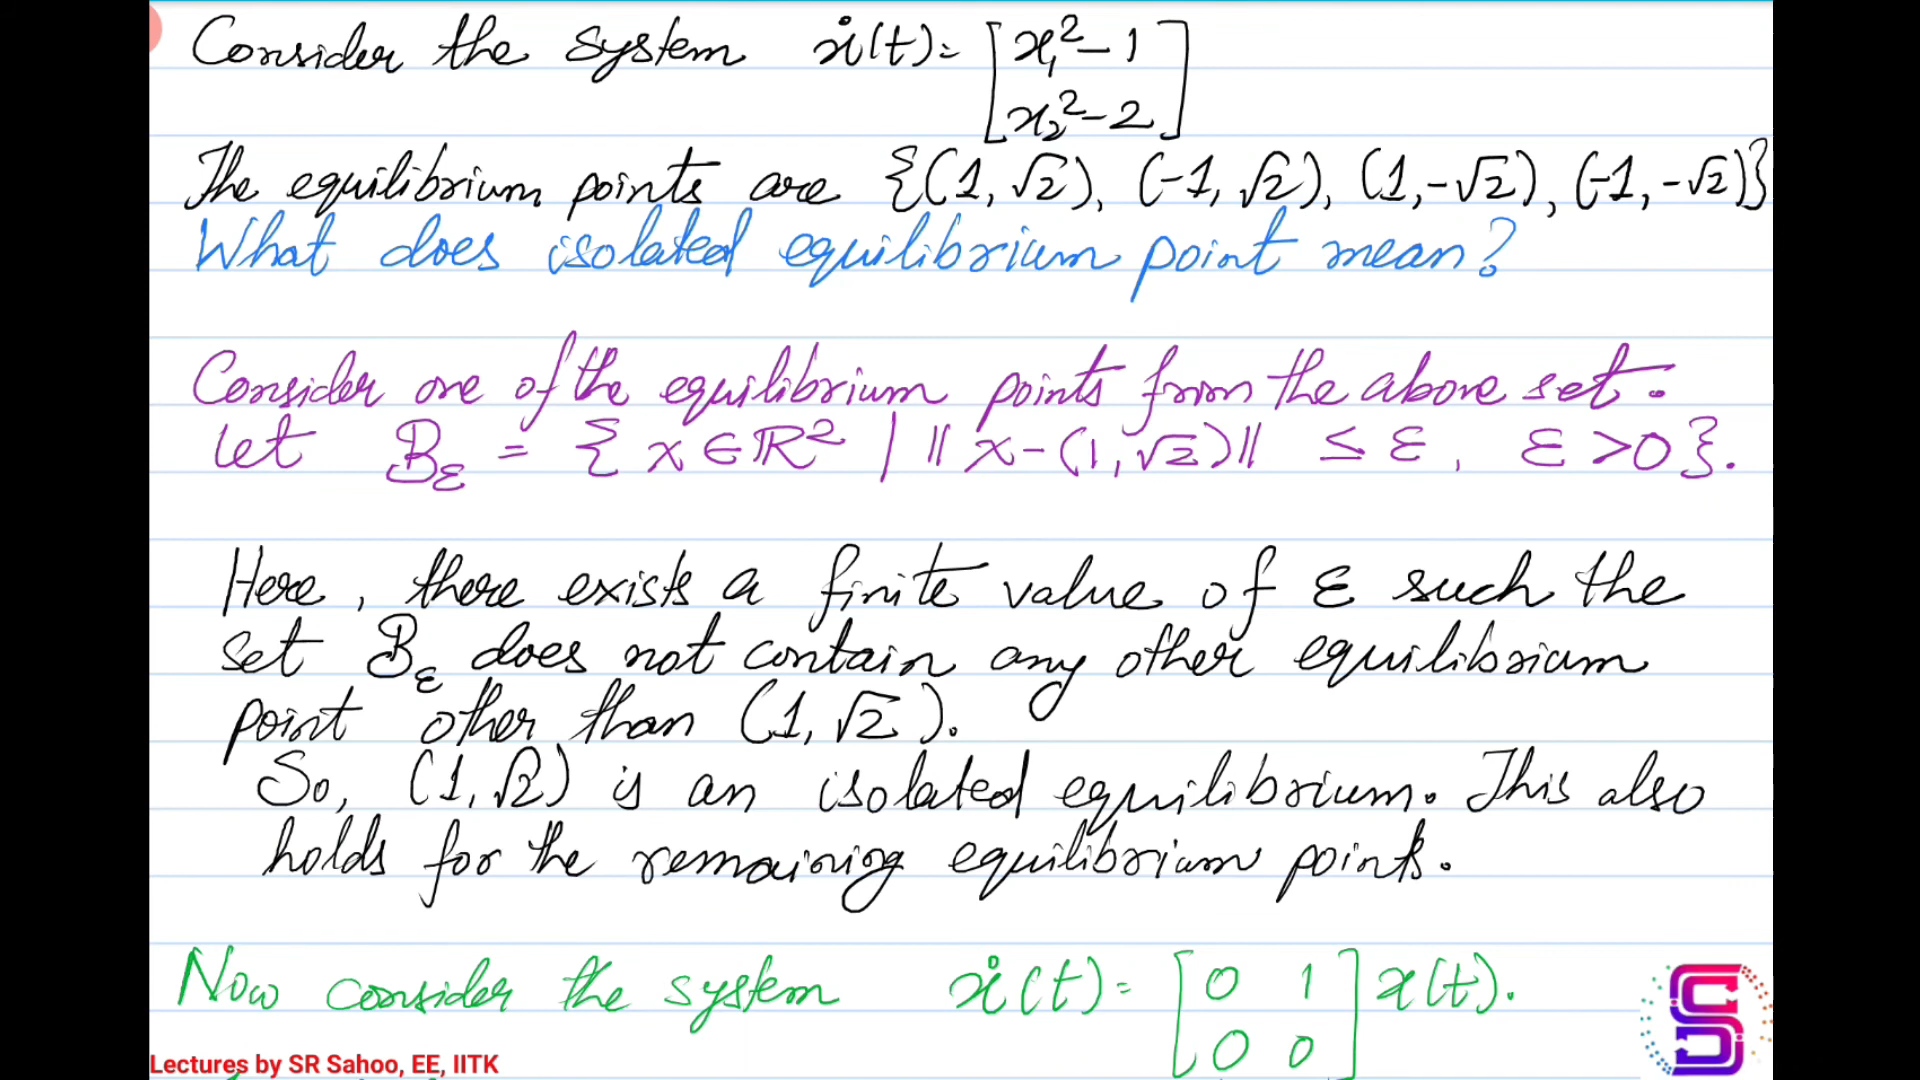 Consider the system ẋ(t) = [x₁² - 1
x₂² - 2]
The equilibrium points are {(1, √2), (-1, √2), (1, -√2), (-1, -√2)}
What does isolated equilibrium point mean?
Consider one of the equilibrium points from the above set.
Let B_ε = { x ∈ ℝ² | ‖ x - (1, √2) ‖ ≤ ε, ε > 0 }.
Here, there exists a finite value of ε such the
set B_ε does not contain any other equilibrium
point other than (1, √2).
So, (1, √2) is an isolated equilibrium. This also
holds for the remaining equilibrium points.
Now consider the system ẋ(t) = [0 1
0 0] x(t).
Lectures by SR Sahoo, EE, IITK